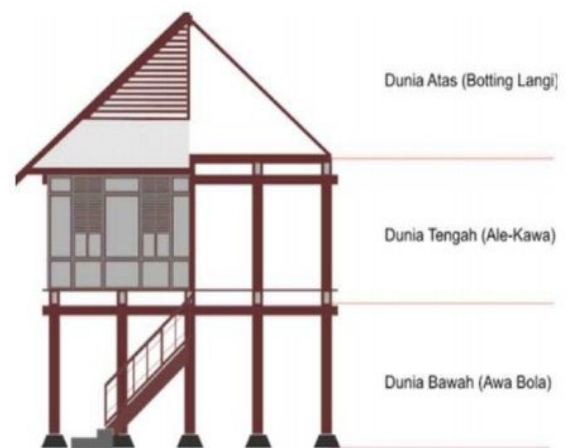 Dunia Atas (Botting Langi)
Dunia Tengah (Ale-Kawa)
Dunia Bawah (Awa Bola)